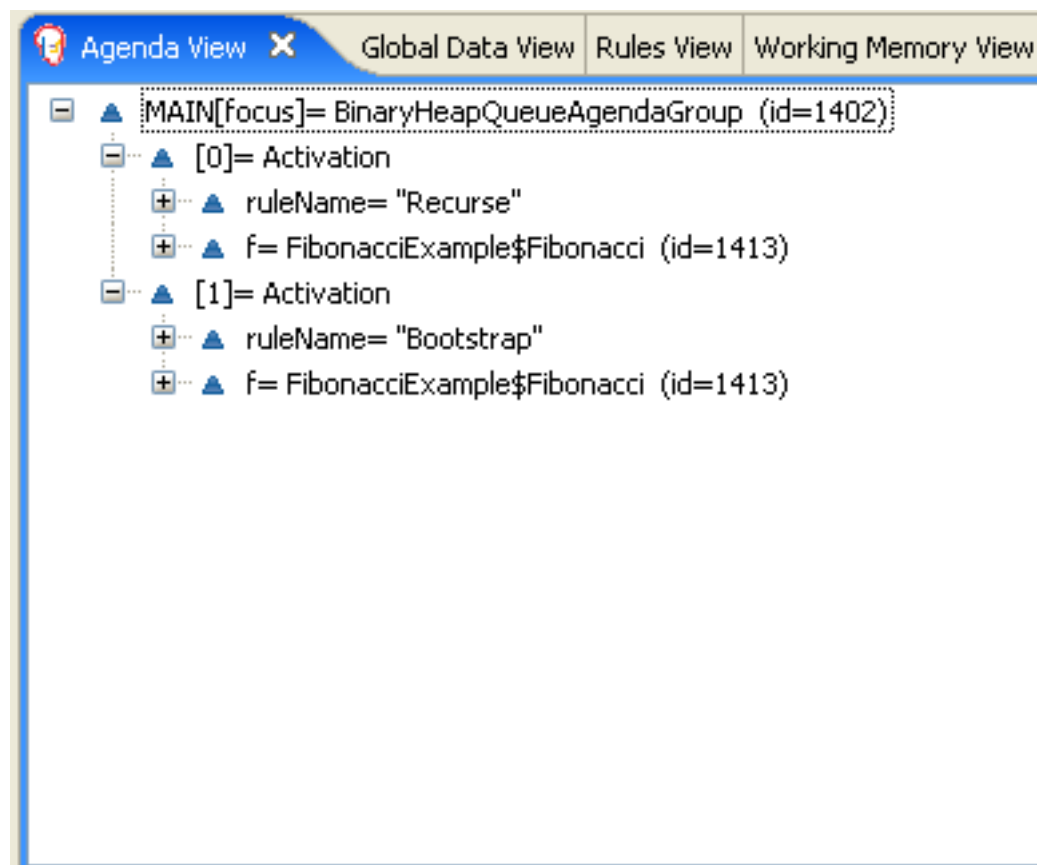 Agenda View Global Data View Rules View Working Memory View
MAIN[focus]= BinaryHeapQueueAgendaGroup (id=1402)
[0]= Activation
ruleName= "Recurse"
f= FibonacciExample$Fibonacci (id=1413)
[1]= Activation
ruleName= "Bootstrap"
f= FibonacciExample$Fibonacci (id=1413)